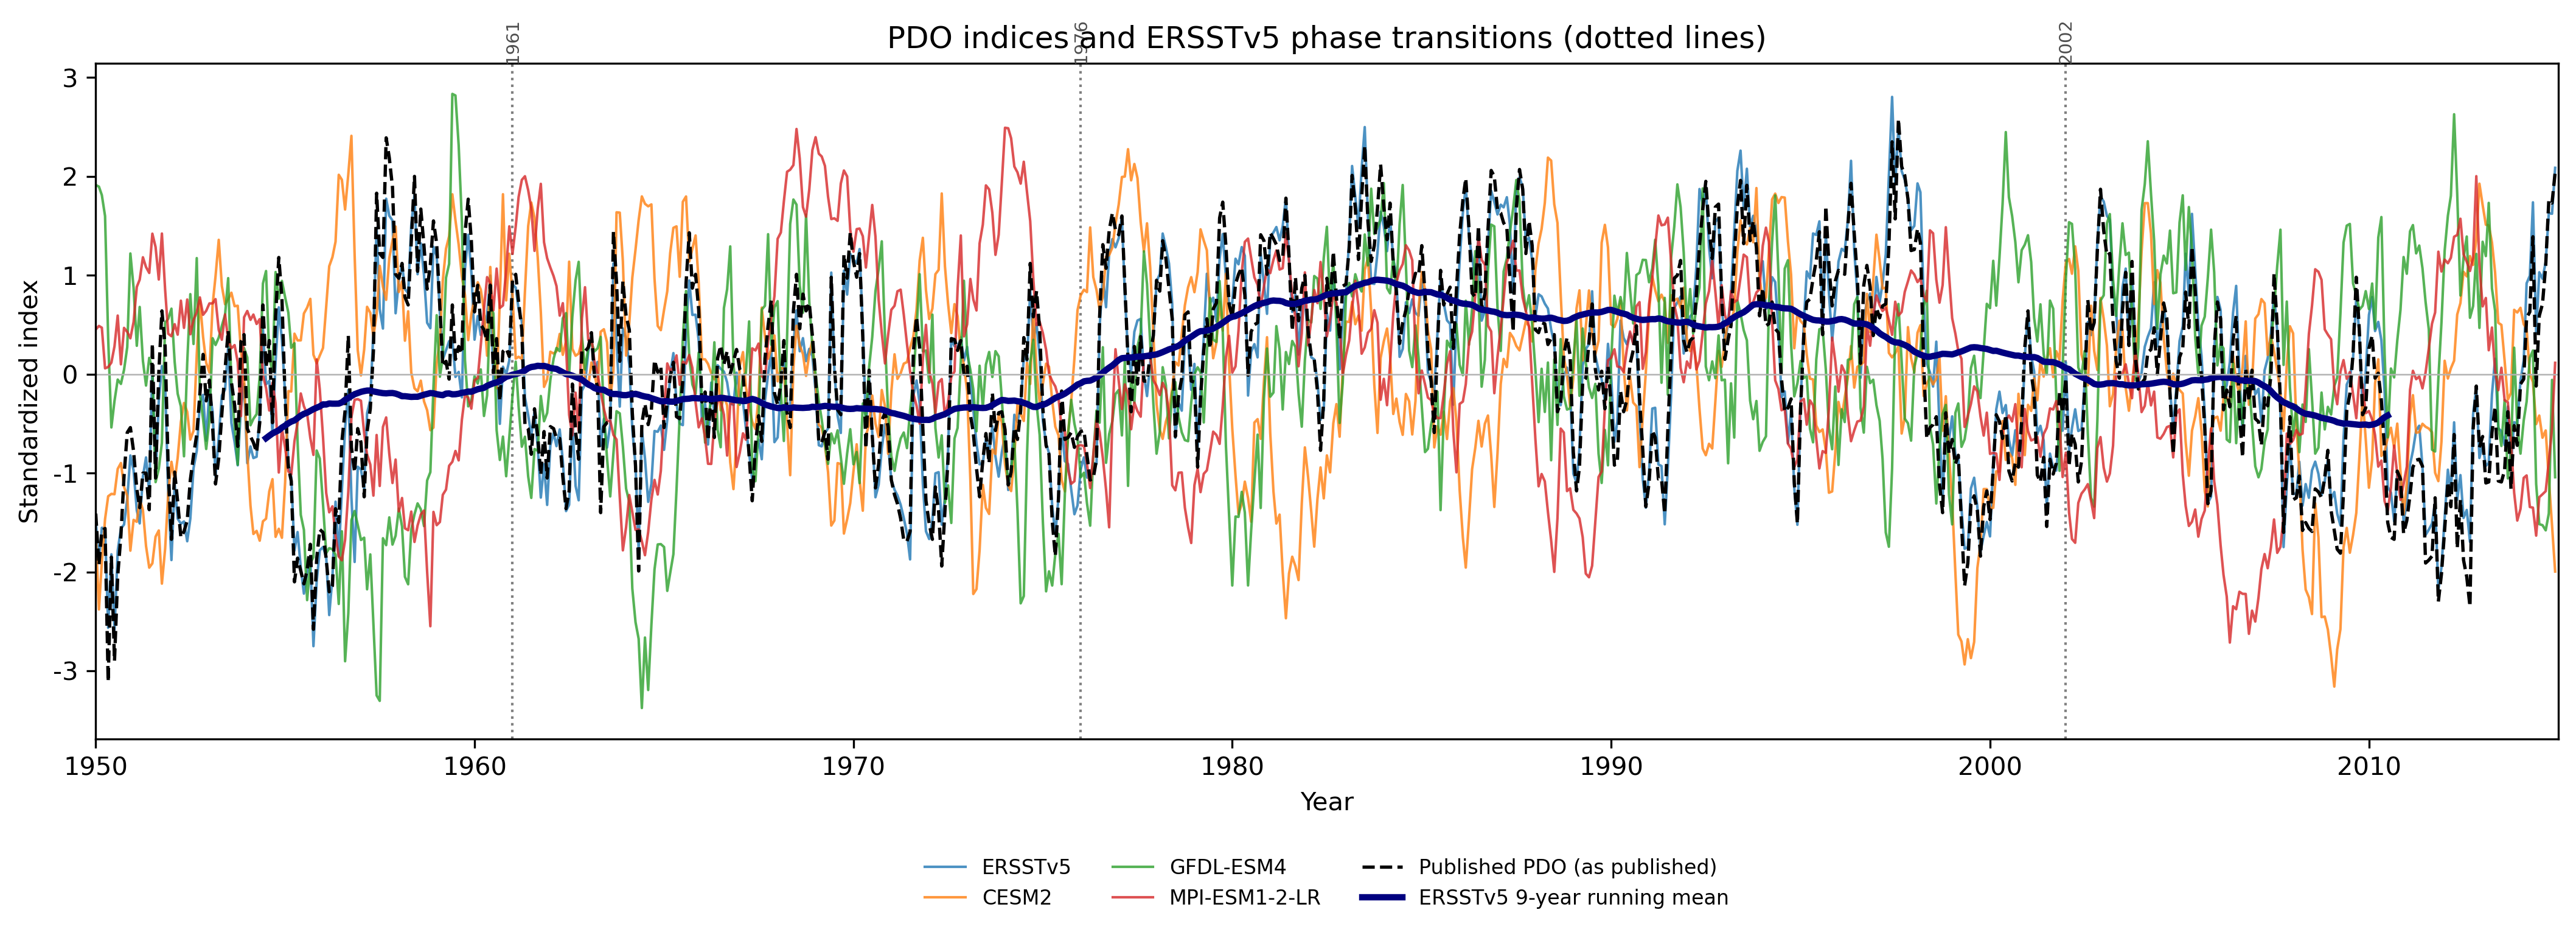 PDO indices and ERSSTv5 phase transitions (dotted lines)
1961
1976
2002
Standardized index
3
2
1
0
-1
-2
-3
1950
1960
1970
1980
1990
2000
2010
Year
ERSSTv5
CESM2
GFDL-ESM4
MPI-ESM1-2-LR
Published PDO (as published)
ERSSTv5 9-year running mean